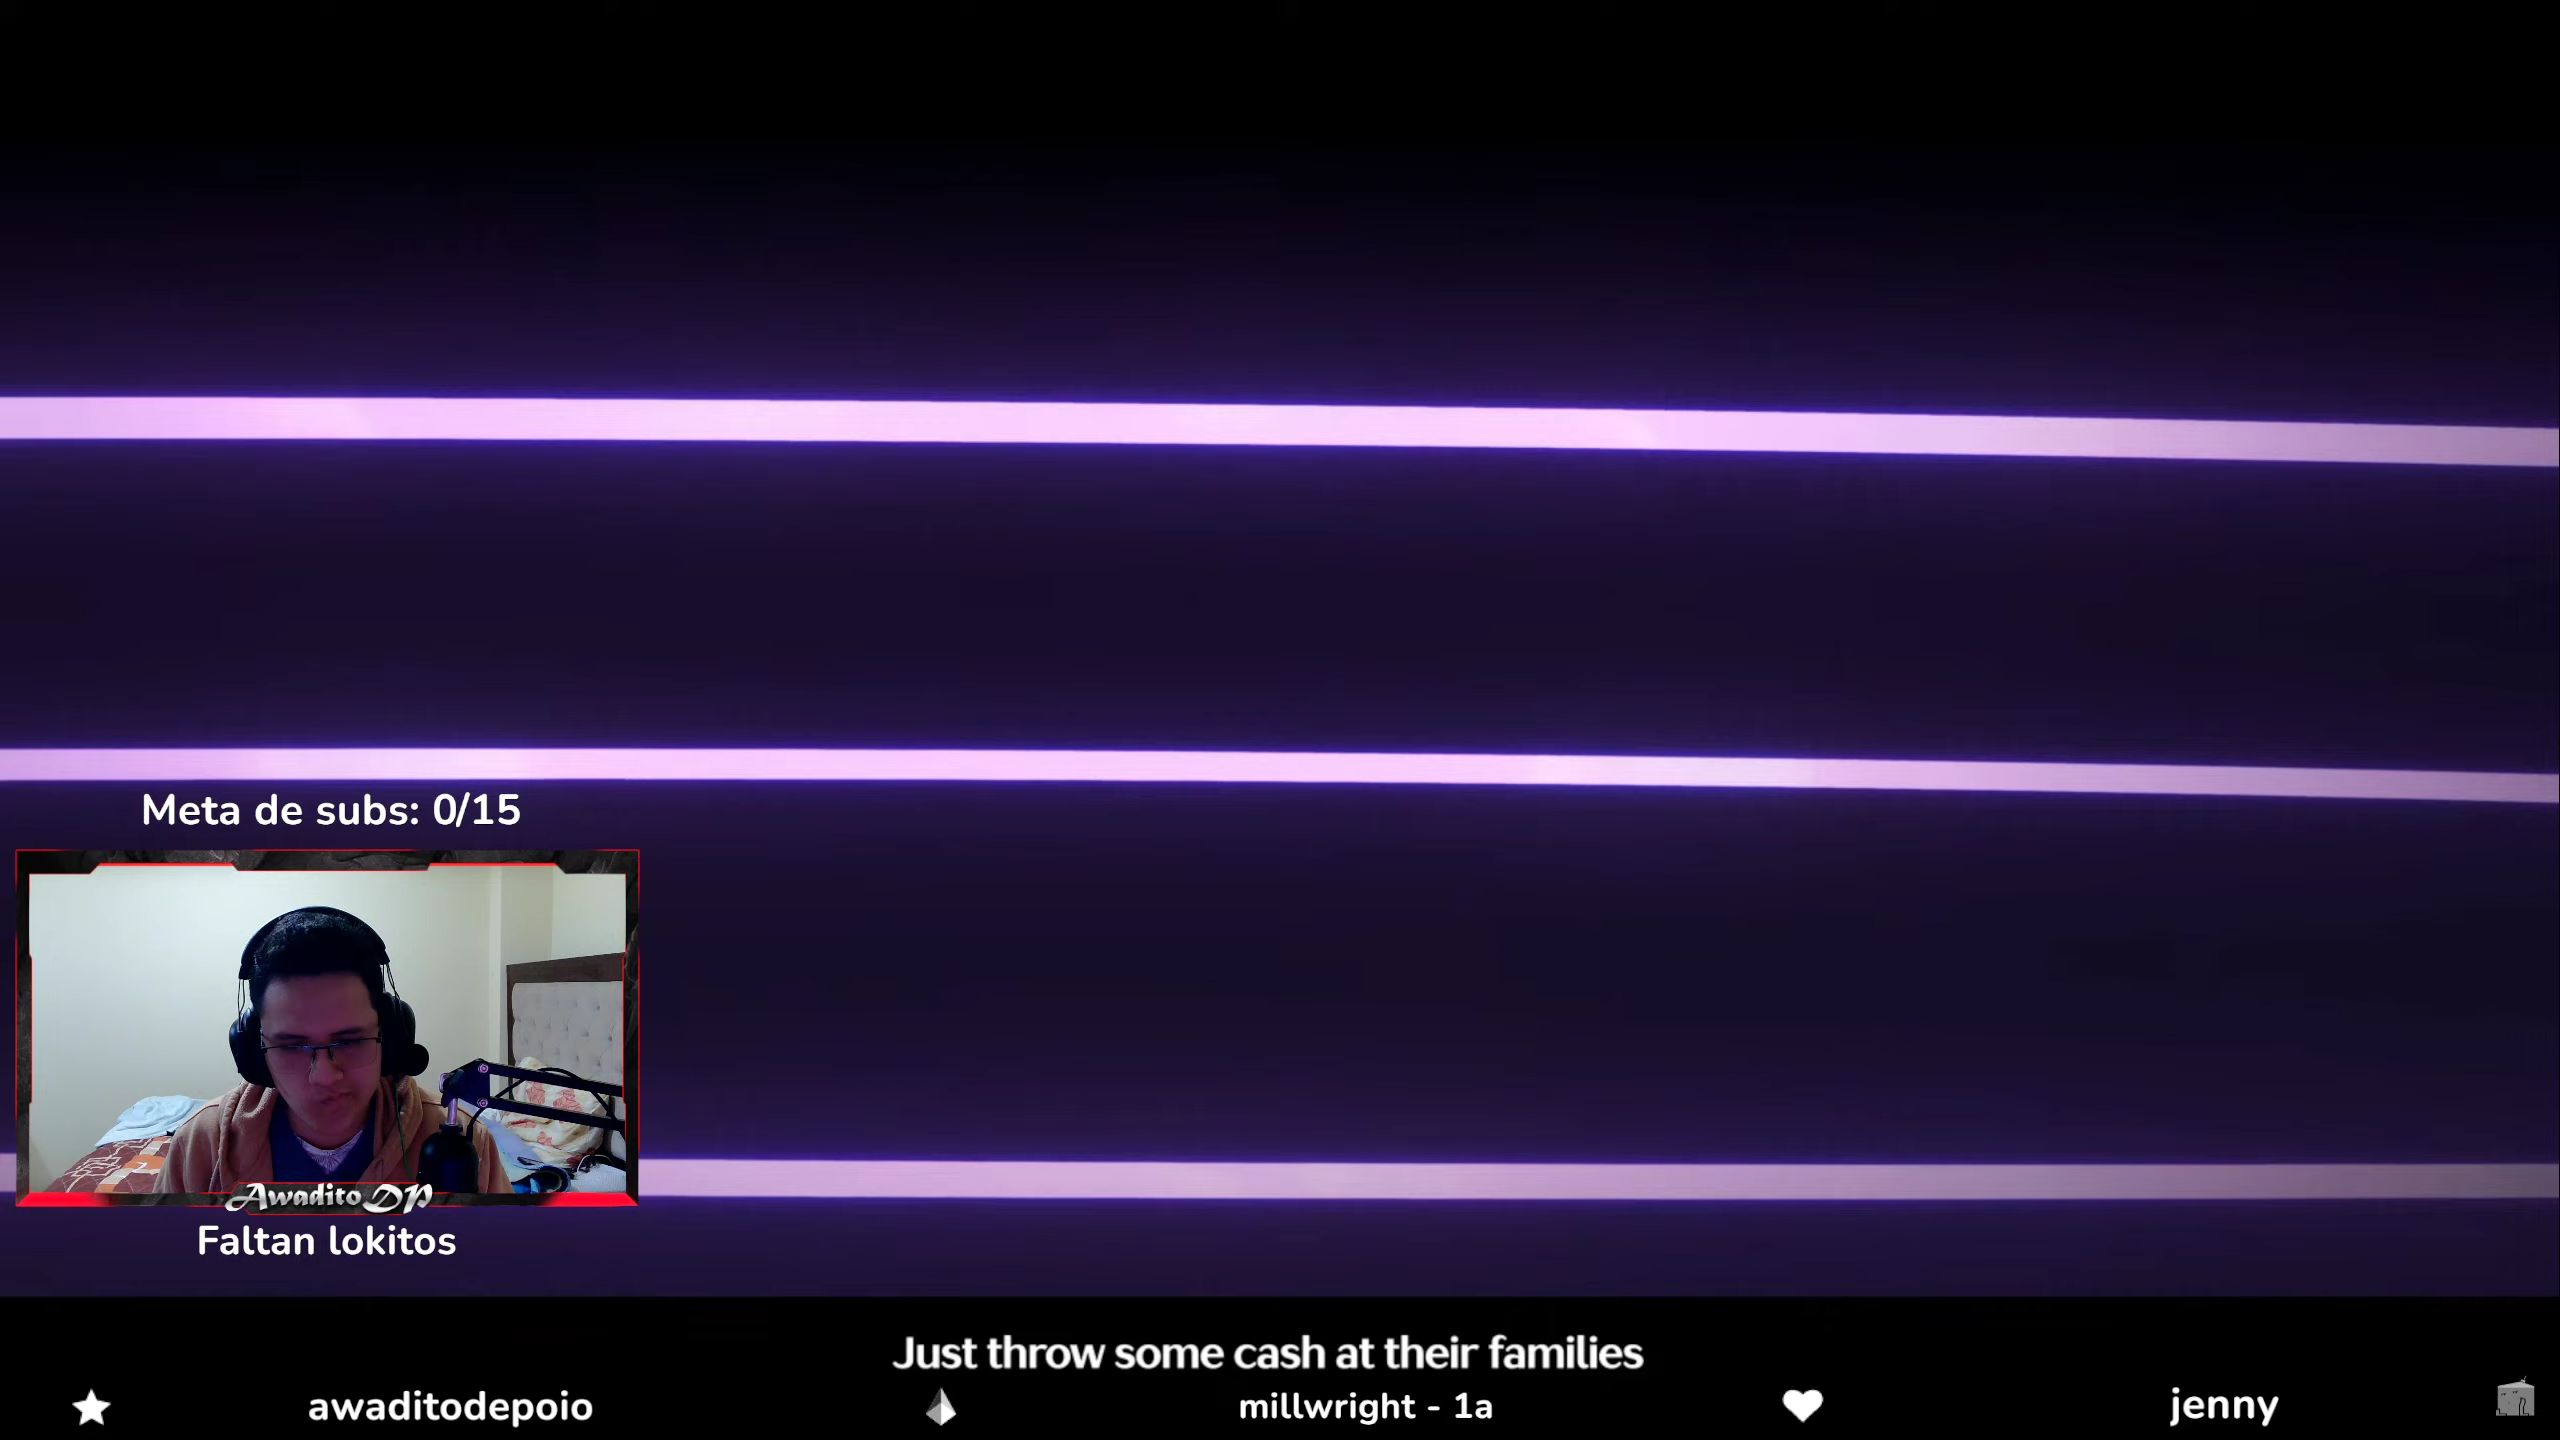 Meta de subs: 0/15
Awadito DP
Faltan lokitos
Just throw some cash at their families
awaditodepoio
millwright - 1a
jenny